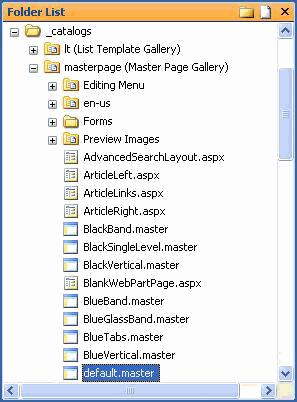 Folder List
_catalogs
lt (List Template Gallery)
masterpage (Master Page Gallery)
Editing Menu
en-us
Forms
Preview Images
AdvancedSearchLayout.aspx
ArticleLeft.aspx
ArticleLinks.aspx
ArticleRight.aspx
BlackBand.master
BlackSingleLevel.master
BlackVertical.master
BlankWebPartPage.aspx
BlueBand.master
BlueGlassBand.master
BlueTabs.master
BlueVertical.master
default.master